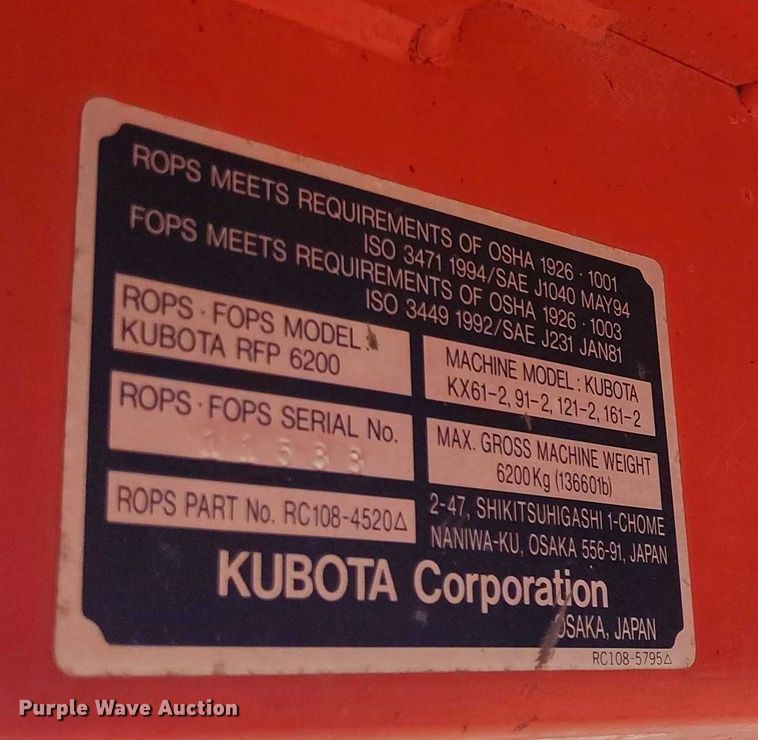 ROPS MEETS REQUIREMENTS OF OSHA 1926·1001
ISO 3471 1994/SAE J1040 MAY94
FOPS MEETS REQUIREMENTS OF OSHA 1926·1003
ISO 3449 1992/SAE J231 JAN81
ROPS·FOPS MODEL:
KUBOTA RFP 6200
MACHINE MODEL: KUBOTA
KX61-2, 91-2, 121-2, 161-2
ROPS·FOPS SERIAL No.
11533
MAX. GROSS MACHINE WEIGHT
6200Kg (13660lb)
ROPS PART No. RC108-4520△
2-47, SHIKITSUHIGASHI 1-CHOME
NANIWA-KU, OSAKA 556-91, JAPAN
KUBOTA Corporation
OSAKA, JAPAN
RC108-5795△
Purple Wave Auction